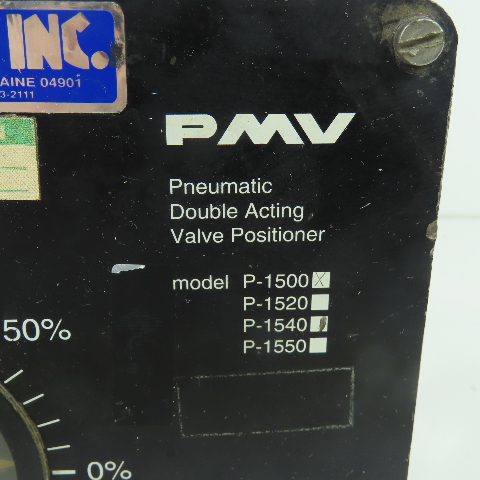 INC.
AINE 04901
3-2111
PMV
Pneumatic
Double Acting
Valve Positioner
model P-1500
P-1520
P-1540
P-1550
50%
0%